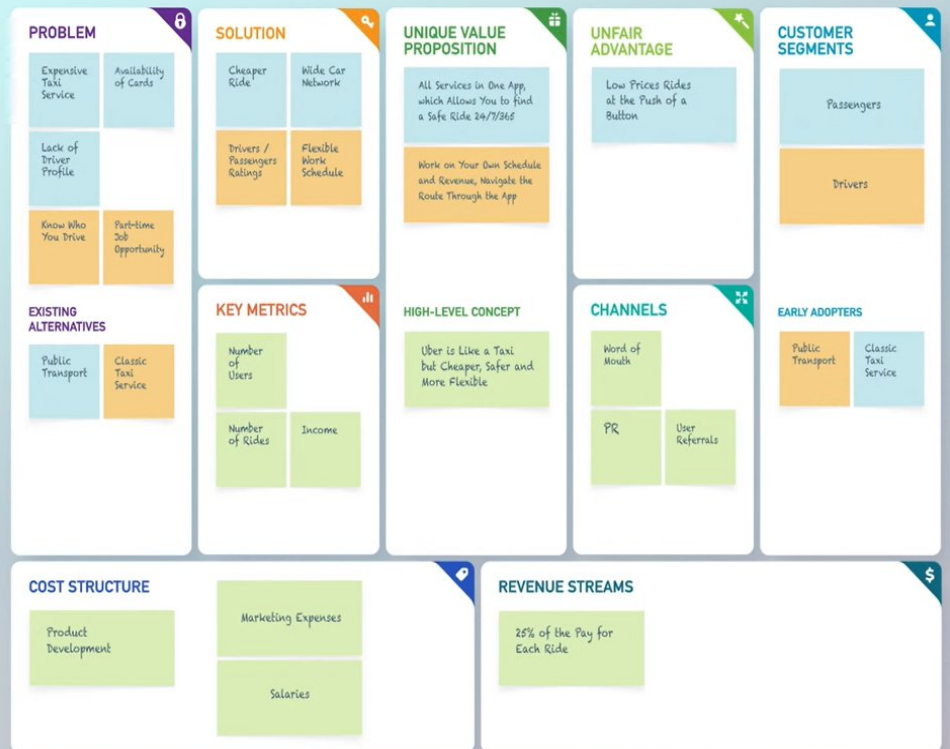 PROBLEM
Expensive
Taxi
Service
Availability
of Cards
Lack of
Driver
Profile
Know Who
You Drive
Part-time
Job
Opportunity
EXISTING
ALTERNATIVES
Public
Transport
Classic
Taxi
Service
SOLUTION
Cheaper
Ride
Wide Car
Network
Drivers /
Passengers
Ratings
Flexible
Work
Schedule
KEY METRICS
Number
of
Users
Number
of Rides
Income
UNIQUE VALUE
PROPOSITION
All Services in One App,
which Allows You to find
a Safe Ride 24/7/365
Work on Your Own Schedule
and Revenue, Navigate the
Route Through the App
HIGH-LEVEL CONCEPT
Uber is Like a Taxi
but Cheaper, Safer and
More Flexible
UNFAIR
ADVANTAGE
Low Prices Rides
at the Push of a
Button
CHANNELS
Word of
Mouth
PR
User
Referrals
CUSTOMER
SEGMENTS
Passengers
Drivers
EARLY ADOPTERS
Public
Transport
Classic
Taxi
Service
COST STRUCTURE
Product
Development
Marketing Expenses
Salaries
REVENUE STREAMS
25% of the Pay for
Each Ride
$